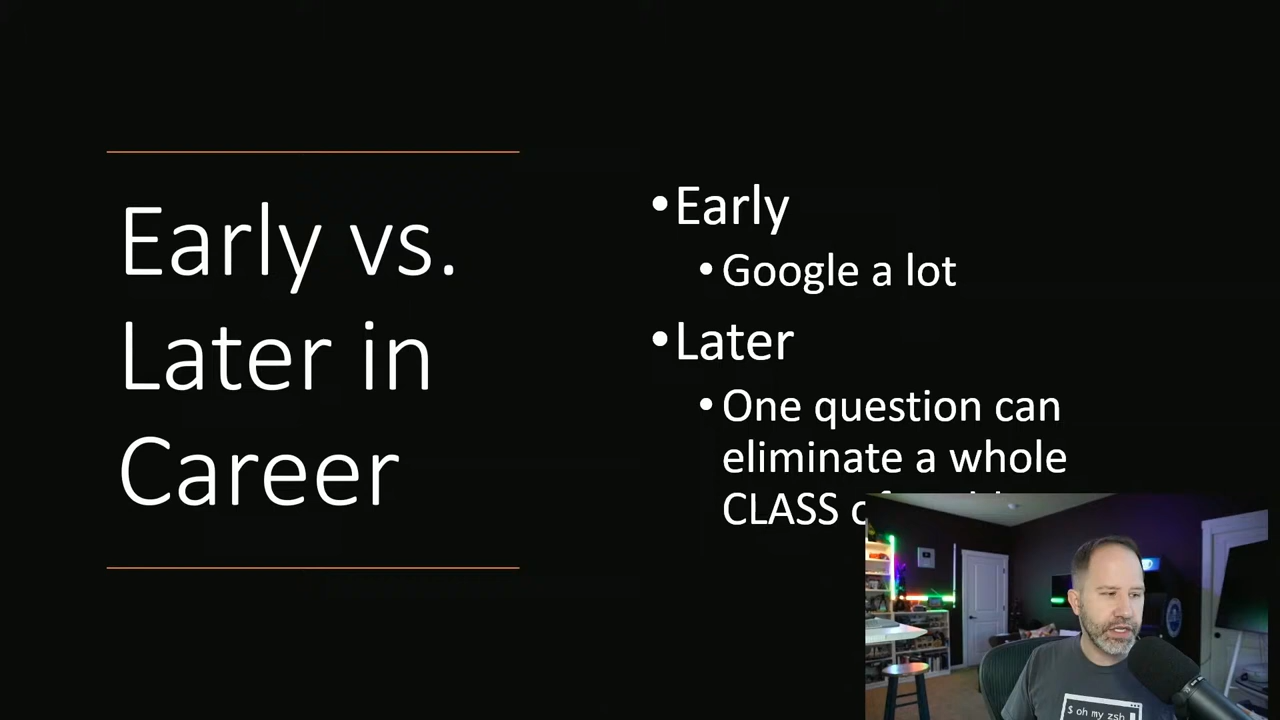 Early vs.
Later in
Career
•Early
•Google a lot
•Later
•One question can
eliminate a whole
CLASS
$ oh my zsh